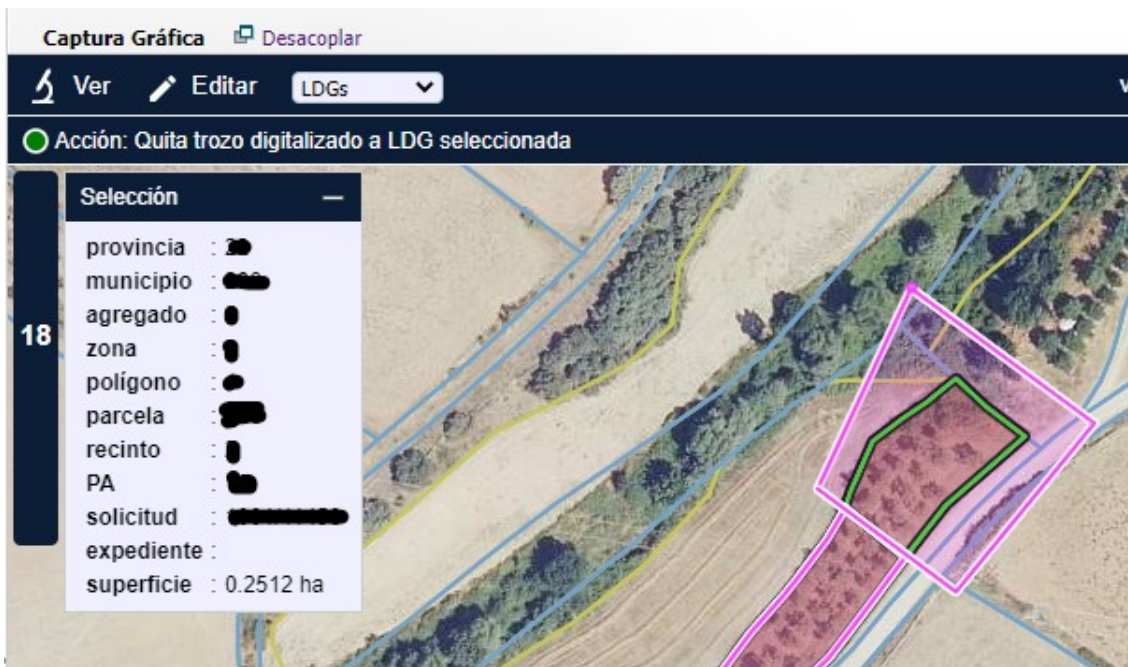 Captura Gráfica Desacoplar
Ver Editar LDGs
Acción: Quita trozo digitalizado a LDG seleccionada
18
Selección
provincia :
municipio :
agregado :
zona :
polígono :
parcela :
recinto :
PA :
solicitud :
expediente :
superficie : 0.2512 ha